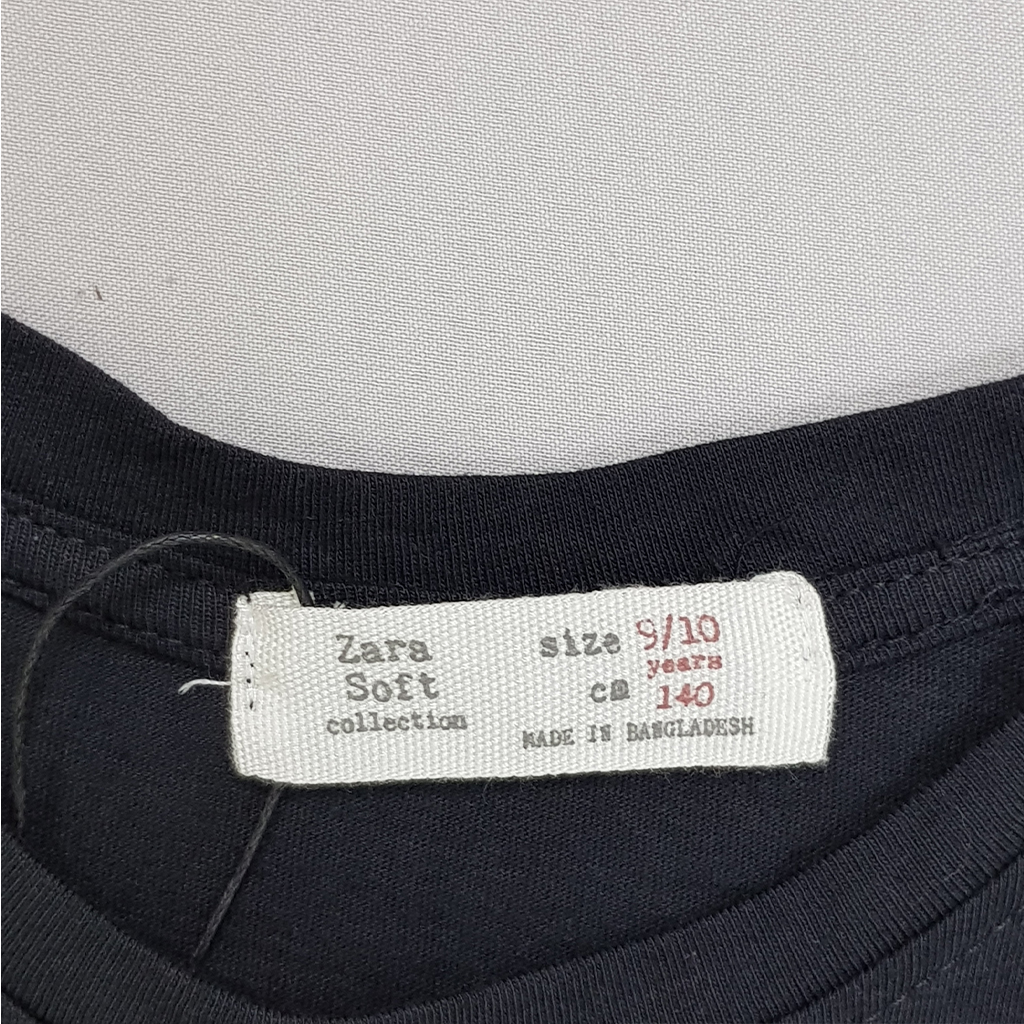 Zara
Soft
collection
size 9/10
years
cm 140
MADE IN BANGLADESH